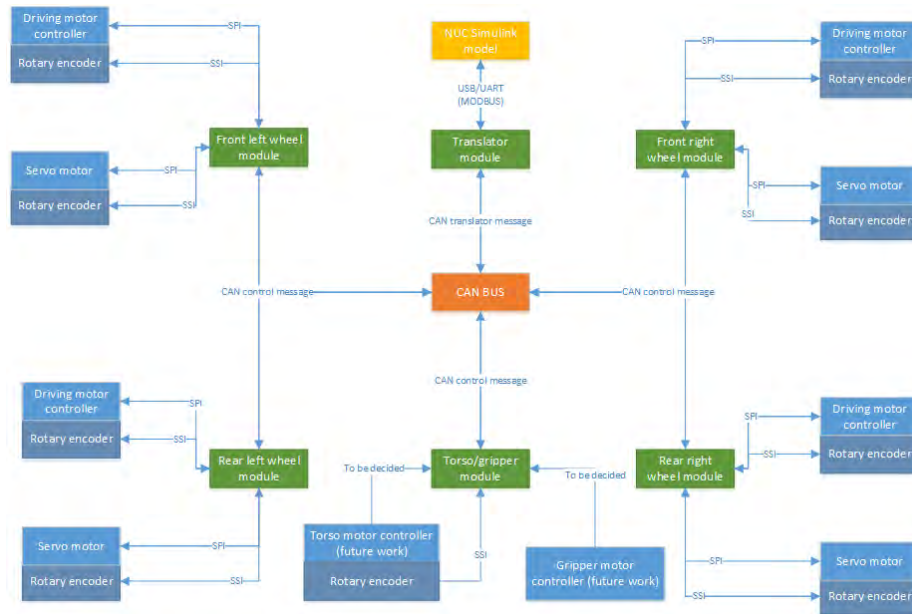 Driving motor
controller
Rotary encoder
SPI
SSI
Front left wheel
module
Servo motor
Rotary encoder
SPI
SSI
NUC Simulink
model
USB/UART
(MODBUS)
Translator
module
CAN translator message
Driving motor
controller
Rotary encoder
SPI
SSI
Front right
wheel module
Servo motor
Rotary encoder
SPI
SSI
CAN control message
CAN BUS
CAN control message
CAN control message
Driving motor
controller
Rotary encoder
SPI
SSI
Rear left wheel
module
Servo motor
Rotary encoder
SPI
SSI
To be decided
Torso/gripper
module
To be decided
Torso motor controller
(future work)
Rotary encoder
SSI
Gripper motor
controller (future work)
Driving motor
controller
Rotary encoder
SPI
SSI
Rear right
wheel module
Servo motor
Rotary encoder
SPI
SSI